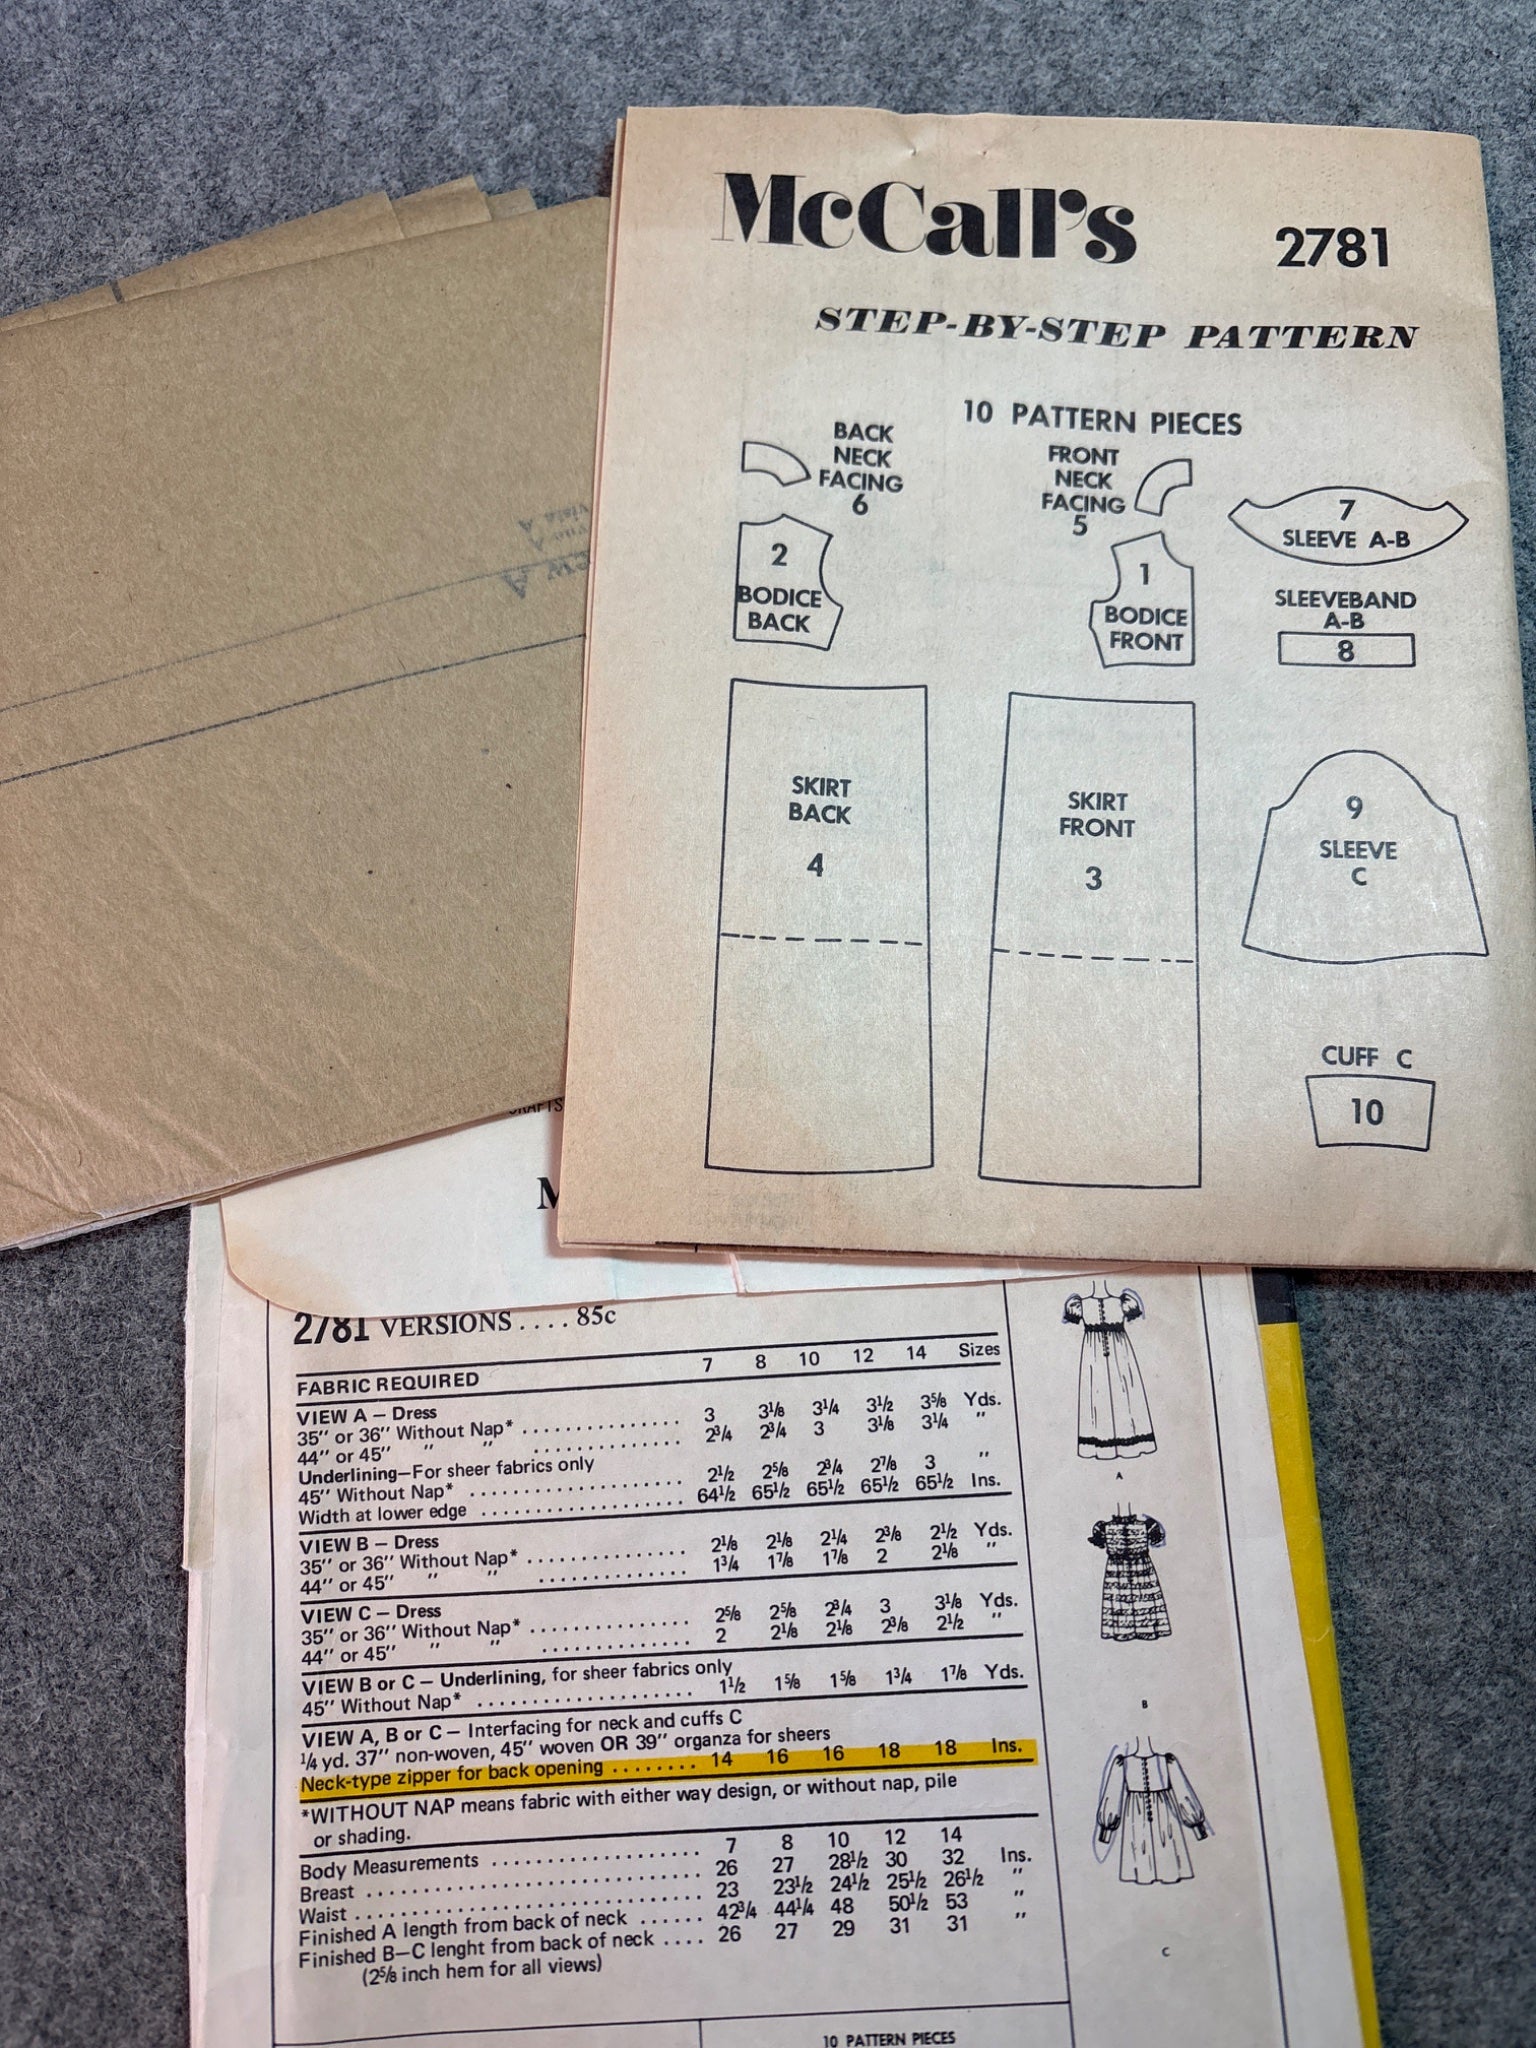 McCall's 2781
STEP-BY-STEP PATTERN
10 PATTERN PIECES
BACK
NECK
FACING
6
FRONT
NECK
FACING
5
7
SLEEVE A-B
2
BODICE
BACK
1
BODICE
FRONT
SLEEVEBAND
A-B
8
SKIRT
BACK
4
SKIRT
FRONT
3
9
SLEEVE
C
CUFF C
10
2781 VERSIONS .... 85c
FABRIC REQUIRED 7 8 10 12 14 Sizes
VIEW A – Dress
35" or 36" Without Nap* 3 3⅛ 3¼ 3½ 3⅝ Yds.
44" or 45" " " 2¾ 2¾ 3 3⅛ 3¼ "
Underlining–For sheer fabrics only
45" Without Nap* 2½ 2⅝ 2¾ 2⅞ 3 "
Width at lower edge 64½ 65½ 65½ 65½ 65½ Ins.
VIEW B – Dress
35" or 36" Without Nap* 2⅛ 2⅛ 2¼ 2⅜ 2½ Yds.
44" or 45" " " 1¾ 1⅞ 1⅞ 2 2⅛ "
VIEW C – Dress
35" or 36" Without Nap* 2⅝ 2⅝ 2¾ 3 3⅛ Yds.
44" or 45" " " 2 2⅛ 2⅛ 2⅜ 2½ "
VIEW B or C – Underlining, for sheer fabrics only
45" Without Nap* 1½ 1⅝ 1⅝ 1¾ 1⅞ Yds.
VIEW A, B or C – Interfacing for neck and cuffs C
¼ yd. 37" non-woven, 45" woven OR 39" organza for sheers
Neck-type zipper for back opening ........ 14 16 16 18 18 Ins.
*WITHOUT NAP means fabric with either way design, or without nap, pile
or shading.
Body Measurements 7 8 10 12 14
Breast 26 27 28½ 30 32 Ins.
Waist 23 23½ 24½ 25½ 26½ "
Finished A length from back of neck ...... 42¾ 44¼ 48 50½ 53 "
Finished B–C lenght from back of neck .... 26 27 29 31 31 "
(2⅝ inch hem for all views)
10 PATTERN PIECES
A
B
C